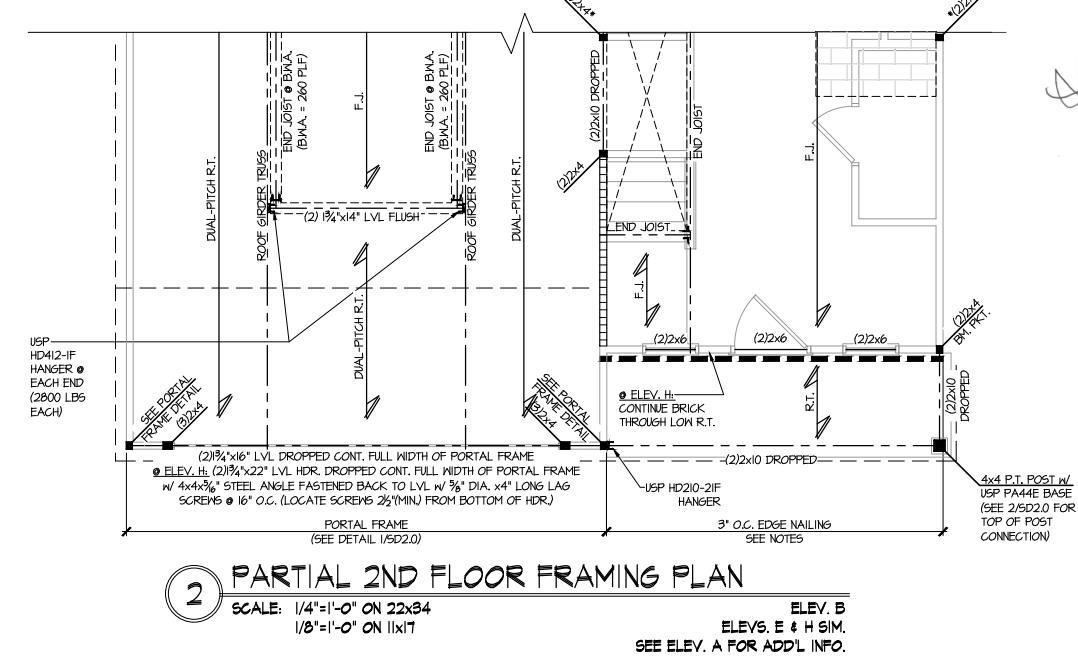 (2)2x4*
*(2)2
END JOIST @ B.W.A.
(B.W.A. = 260 PLF)
F.J.
END JOIST @ B.W.A.
(B.W.A. = 260 PLF)
(2)2x10 DROPPED
END JOIST
F.J.
DUAL-PITCH R.T.
ROOF GIRDER TRUSS
ROOF GIRDER TRUSS
DUAL-PITCH R.T.
(2)2x4
(2) 1¾"x14" LVL FLUSH
END JOIST
F.J.
DUAL-PITCH R.T.
(2)2x4
BM. PKT.
(2)2x6
(2)2x6
(2)2x6
USP
HD412-IF
HANGER @
EACH END
(2800 LBS
EACH)
SEE PORTAL
FRAME DETAIL
(3)2x4
SEE PORTAL
FRAME DETAIL
(3)2x4
@ ELEV. H:
CONTINUE BRICK
THROUGH LOW R.T.
R.T.
(2)2x10
DROPPED
(2)1¾"x16" LVL DROPPED CONT. FULL WIDTH OF PORTAL FRAME
@ ELEV. H: (2)1¾"x22" LVL HDR. DROPPED CONT. FULL WIDTH OF PORTAL FRAME
W/ 4x4x5/16" STEEL ANGLE FASTENED BACK TO LVL W/ ⅝" DIA. x4" LONG LAG
SCREWS @ 16" O.C. (LOCATE SCREWS 2½"(MIN.) FROM BOTTOM OF HDR.)
(2)2x10 DROPPED
USP HD210-2IF
HANGER
4x4 P.T. POST W/
USP PA44E BASE
(SEE 2/SD2.0 FOR
TOP OF POST
CONNECTION)
PORTAL FRAME
(SEE DETAIL 1/SD2.0)
3" O.C. EDGE NAILING
SEE NOTES
2
PARTIAL 2ND FLOOR FRAMING PLAN
SCALE: 1/4"=1'-0" ON 22x34
1/8"=1'-0" ON 11x17
ELEV. B
ELEVS. E & H SIM.
SEE ELEV. A FOR ADD'L INFO.